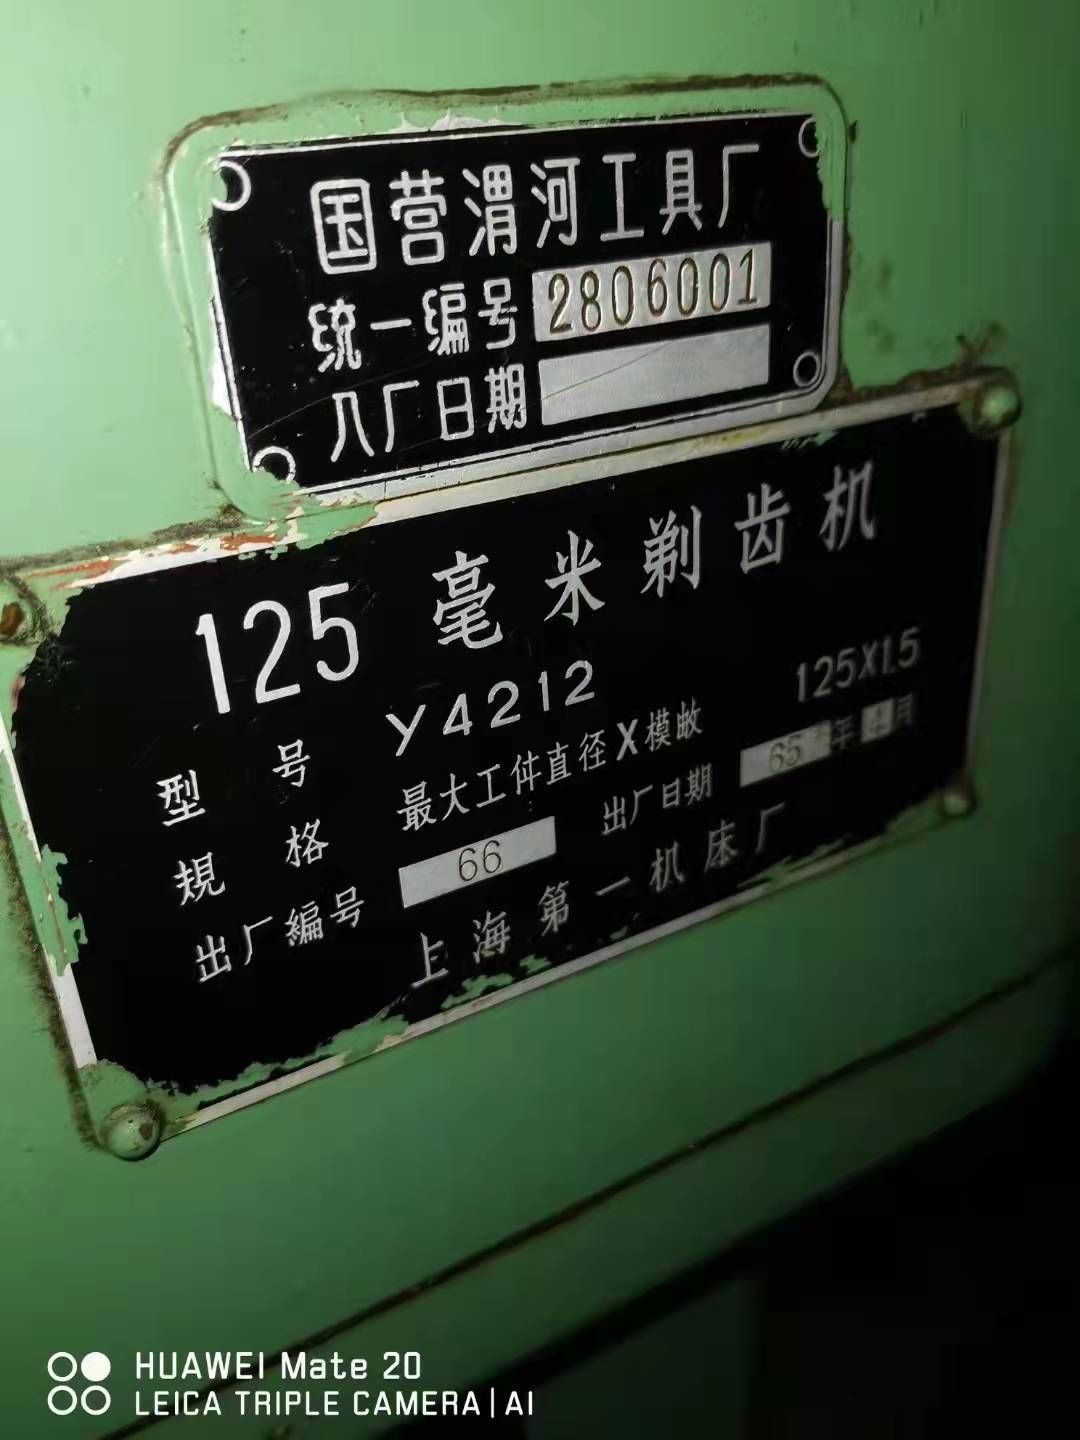 国营渭河工具厂
统一编号 2806001
入厂日期
125 毫米剃齿机
型号 Y4212
規格 最大工件直径X模数 125X1.5
出厂編号 66 出厂日期 65 年 月
上海第一机床厂
HUAWEI Mate 20
LEICA TRIPLE CAMERA | AI